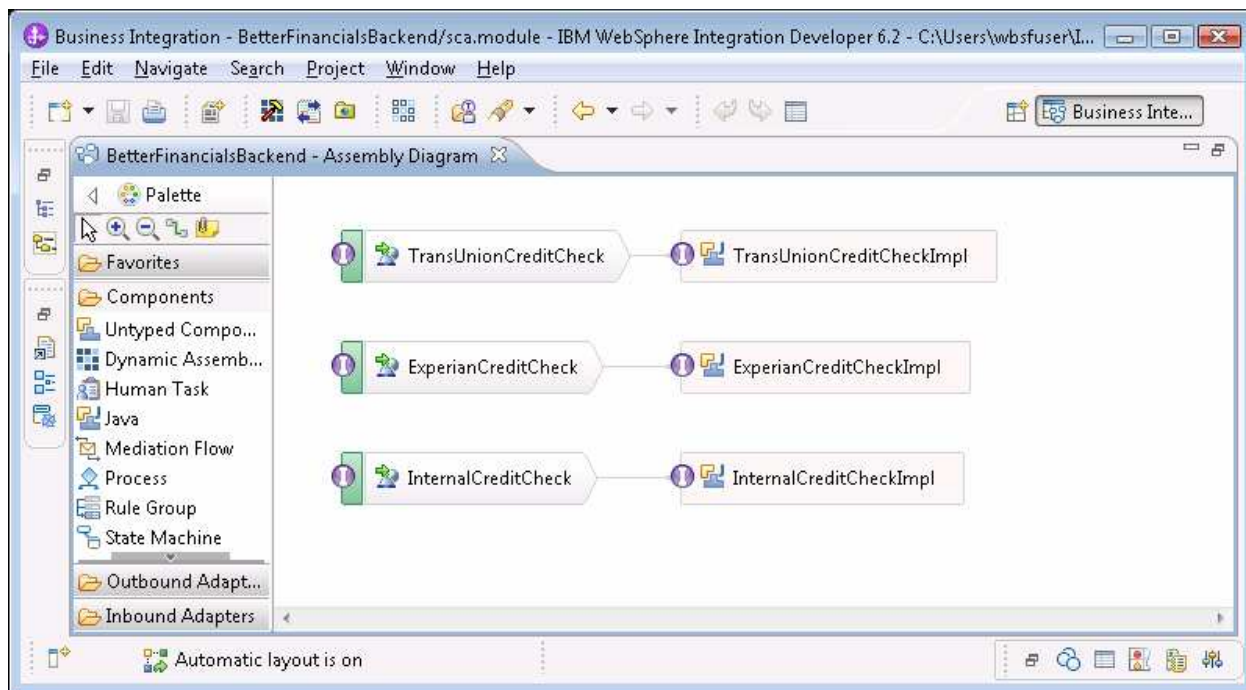 Business Integration - BetterFinancialsBackend/sca.module - IBM WebSphere Integration Developer 6.2 - C:\Users\wbsfuser\I...
File Edit Navigate Search Project Window Help
Business Inte...
BetterFinancialsBackend - Assembly Diagram
Palette
Favorites
Components
Untyped Compo...
Dynamic Assemb...
Human Task
Java
Mediation Flow
Process
Rule Group
State Machine
Outbound Adapt...
Inbound Adapters
TransUnionCreditCheck TransUnionCreditCheckImpl
ExperianCreditCheck ExperianCreditCheckImpl
InternalCreditCheck InternalCreditCheckImpl
Automatic layout is on